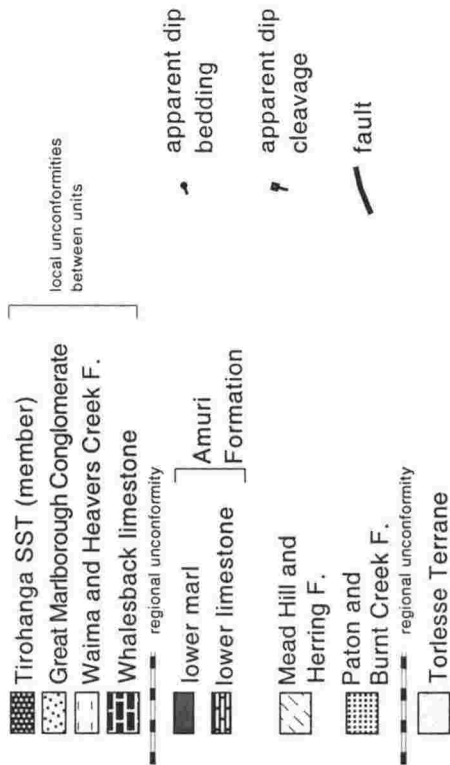 Tirohanga SST (member)
Great Marlborough Conglomerate
Waima and Heavers Creek F.
Whalesback limestone
local unconformities
between units
regional unconformity
lower marl
lower limestone
Amuri
Formation
Mead Hill and
Herring F.
Paton and
Burnt Creek F.
regional unconformity
Torlesse Terrane
apparent dip
bedding
apparent dip
cleavage
fault